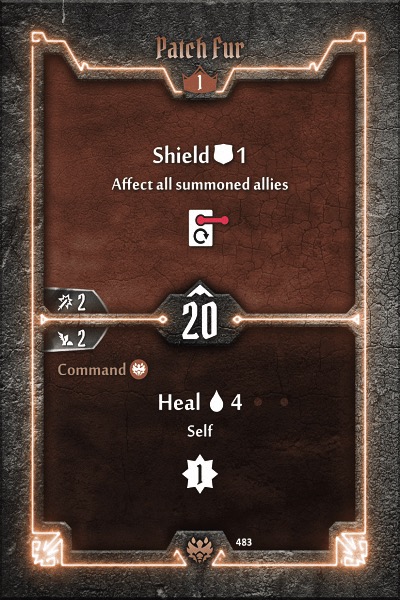 Patch Fur
1
Shield 1
Affect all summoned allies
2
20
2
Command
Heal 4
Self
1
483